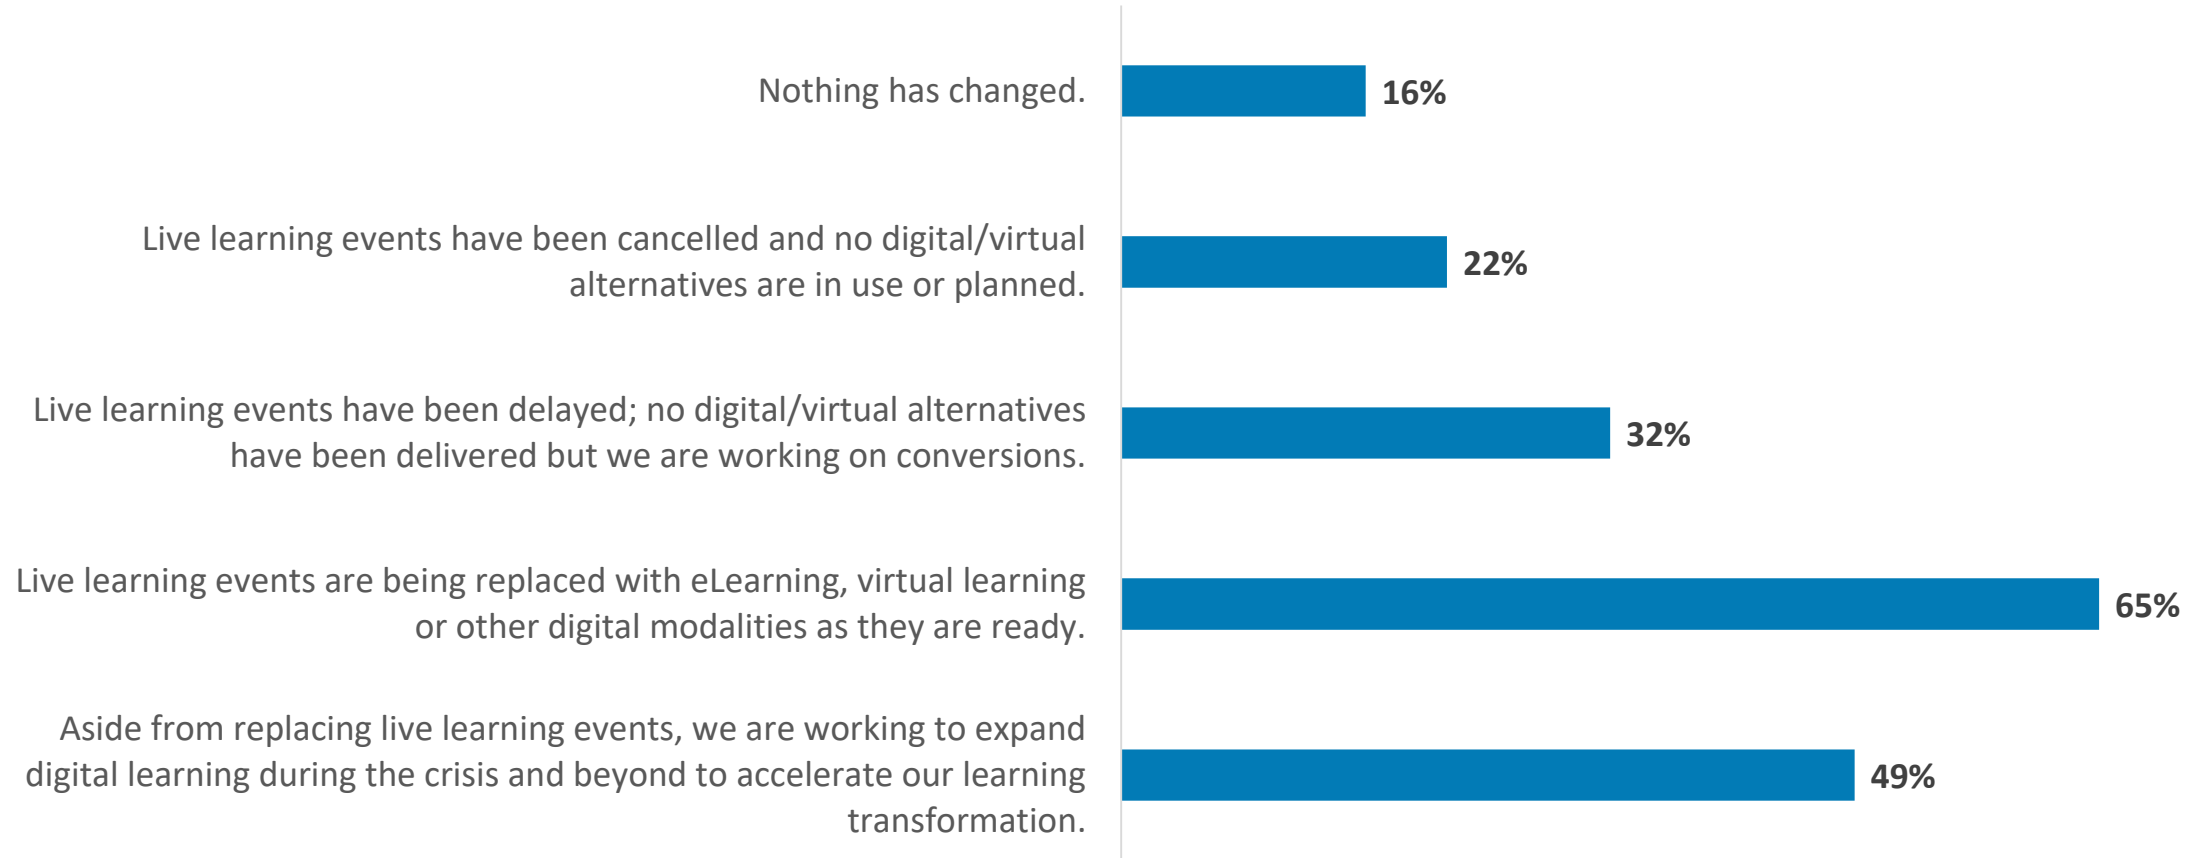 Nothing has changed.
16%
Live learning events have been cancelled and no digital/virtual
alternatives are in use or planned.
22%
Live learning events have been delayed; no digital/virtual alternatives
have been delivered but we are working on conversions.
32%
Live learning events are being replaced with eLearning, virtual learning
or other digital modalities as they are ready.
65%
Aside from replacing live learning events, we are working to expand
digital learning during the crisis and beyond to accelerate our learning
transformation.
49%